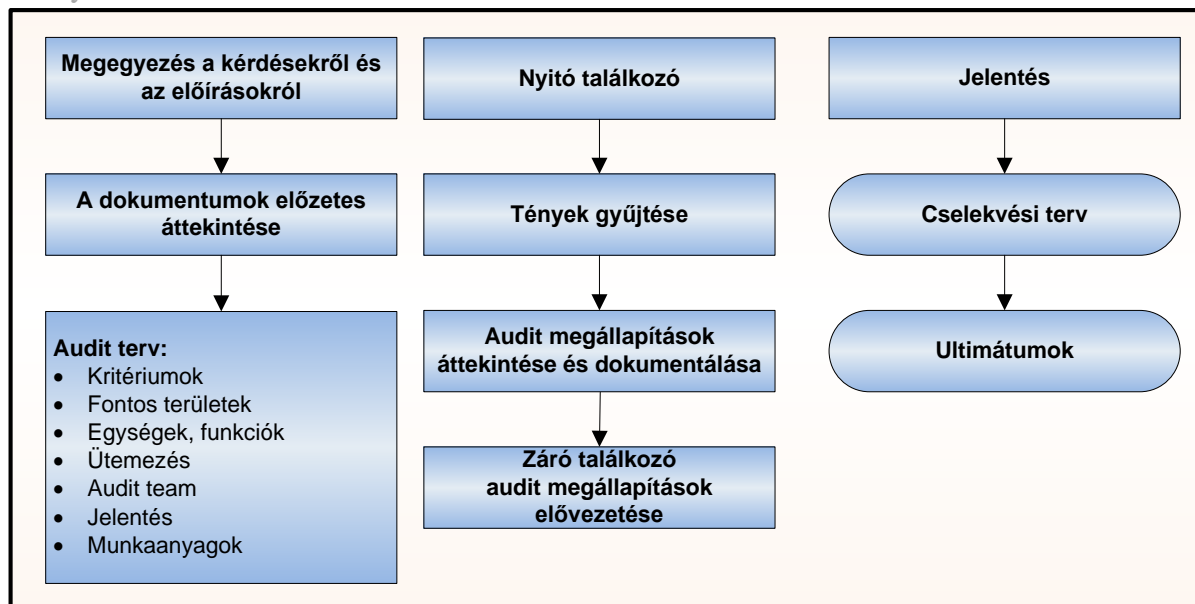 Megegyezés a kérdésekről és
az előírásokról
A dokumentumok előzetes
áttekintése
Audit terv:
• Kritériumok
• Fontos területek
• Egységek, funkciók
• Ütemezés
• Audit team
• Jelentés
• Munkaanyagok
Nyitó találkozó
Tények gyűjtése
Audit megállapítások
áttekintése és dokumentálása
Záró találkozó
audit megállapítások
elővezetése
Jelentés
Cselekvési terv
Ultimátumok